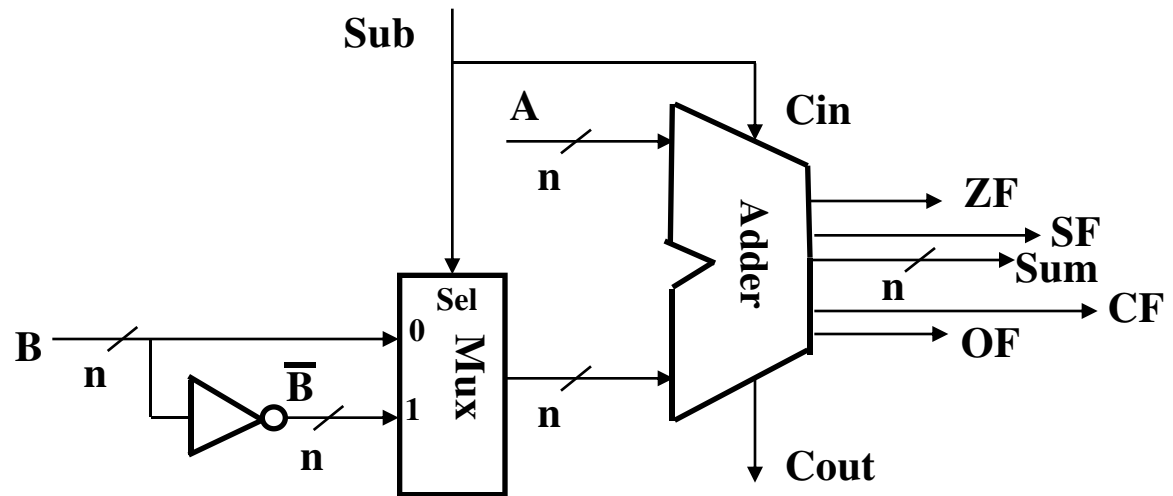 Sub
A
Cin
n
ZF
SF
Adder
Sum
n
Sel
0
CF
B
Mux
OF
n
B̅
n
1
n
Cout